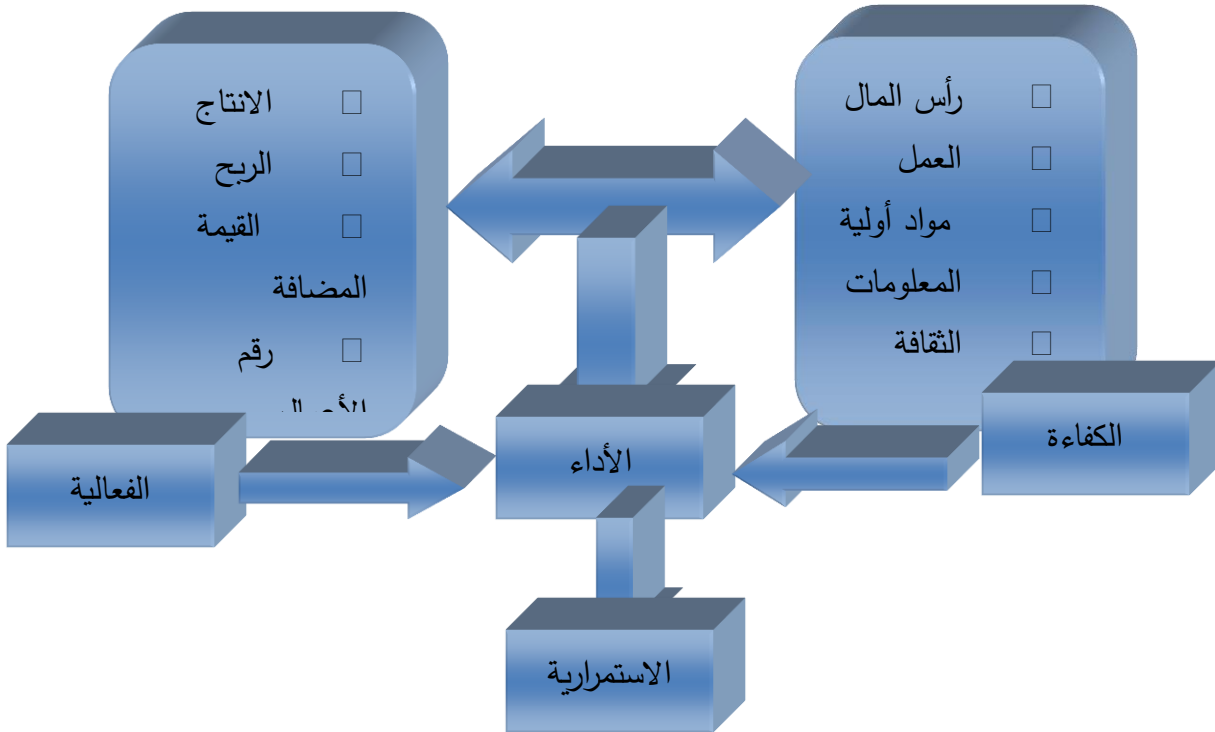 رأس المال
العمل
مواد أولية
المعلومات
الثقافة
الانتاج
الربح
القيمة
المضافة
رقم
الكفاءة
الأداء
الفعالية
الاستمرارية